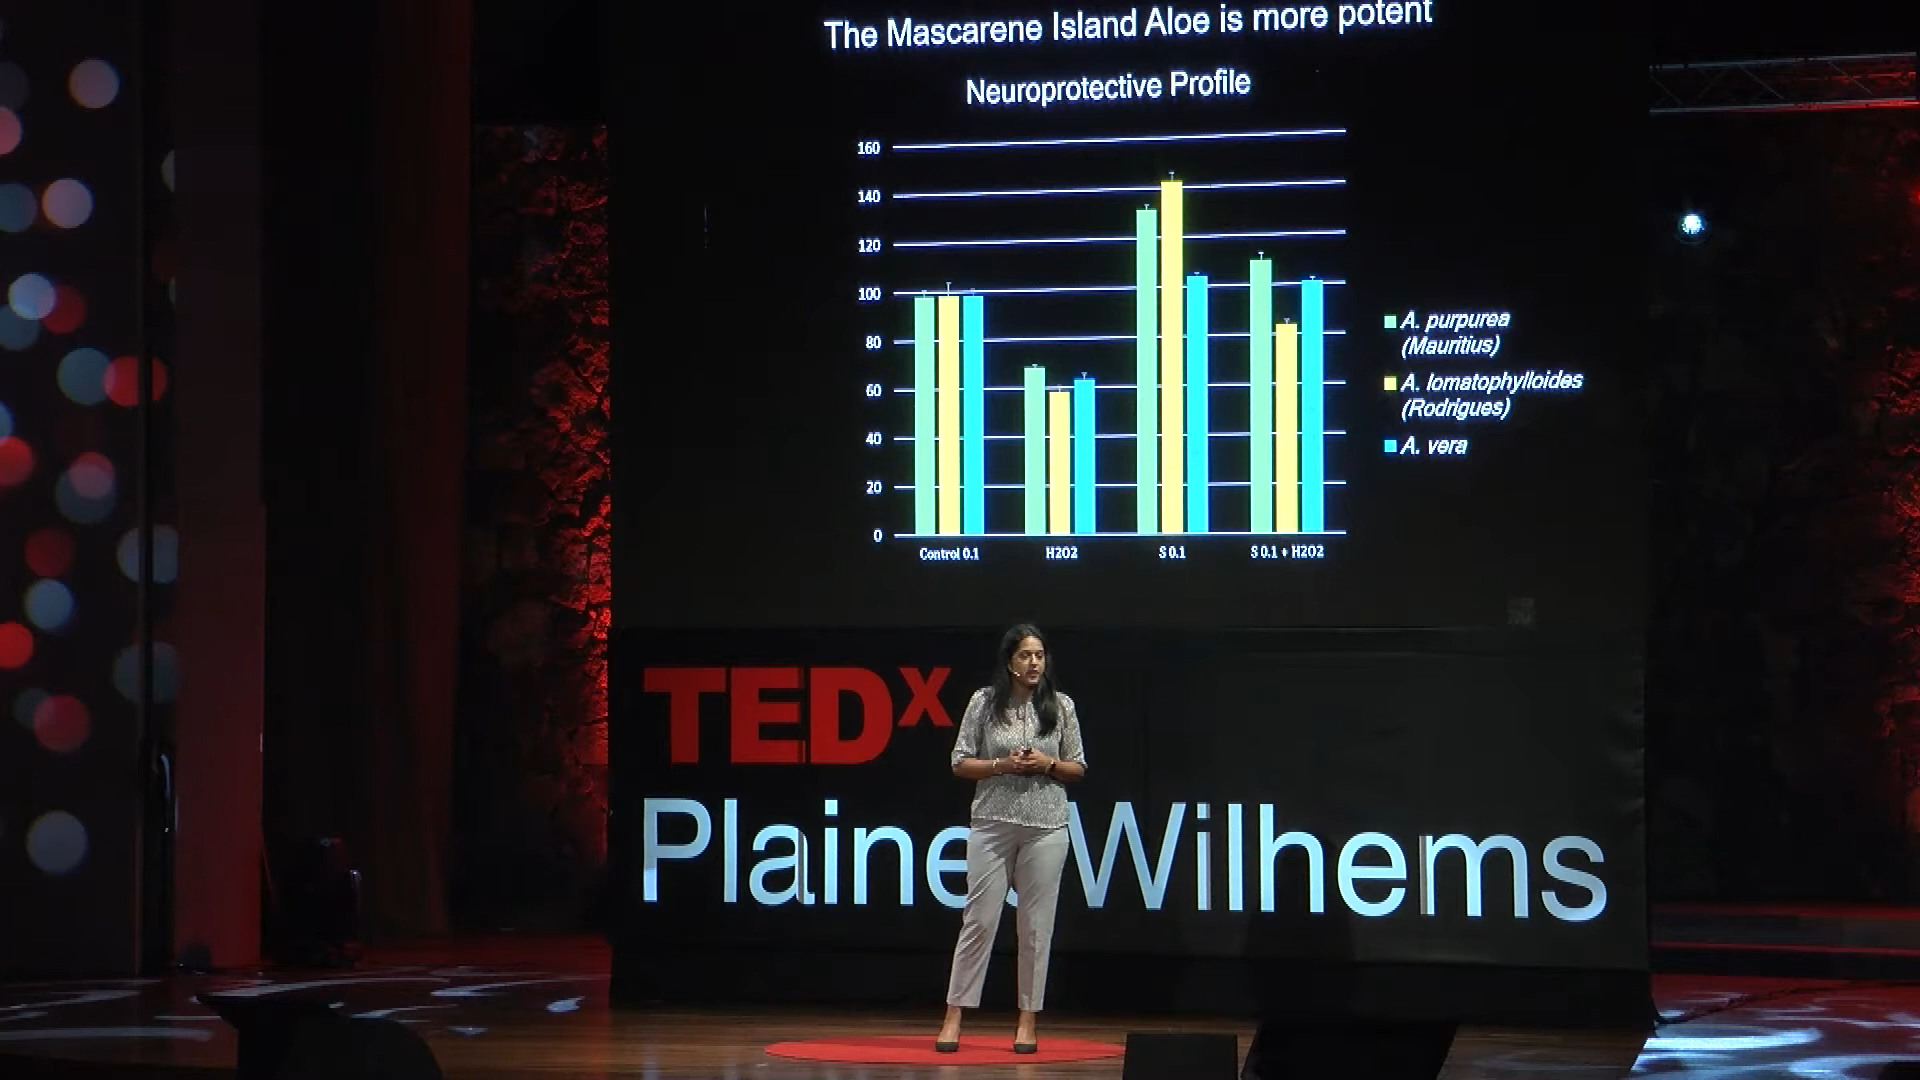 The Mascarene Island Aloe is more potent
Neuroprotective Profile
160
140
120
100
80
60
40
20
0
Control 0.1
H2O2
S 0.1
S 0.1 + H2O2
A. purpurea
(Mauritius)
A. lomatophylloides
(Rodrigues)
A. vera
TEDx
Plaine Wilhems